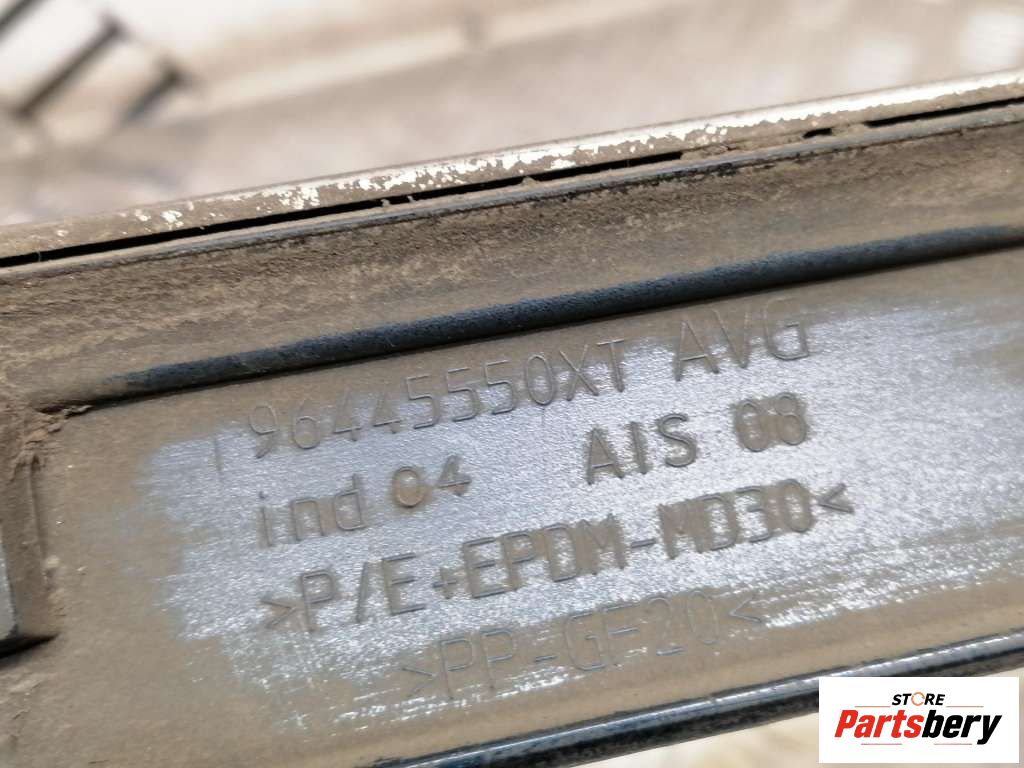 96445550XT AVG
ind 04 AIS 08
>P/E+EPDM-MD30<
>PP-GF20<
STORE
Partsbery